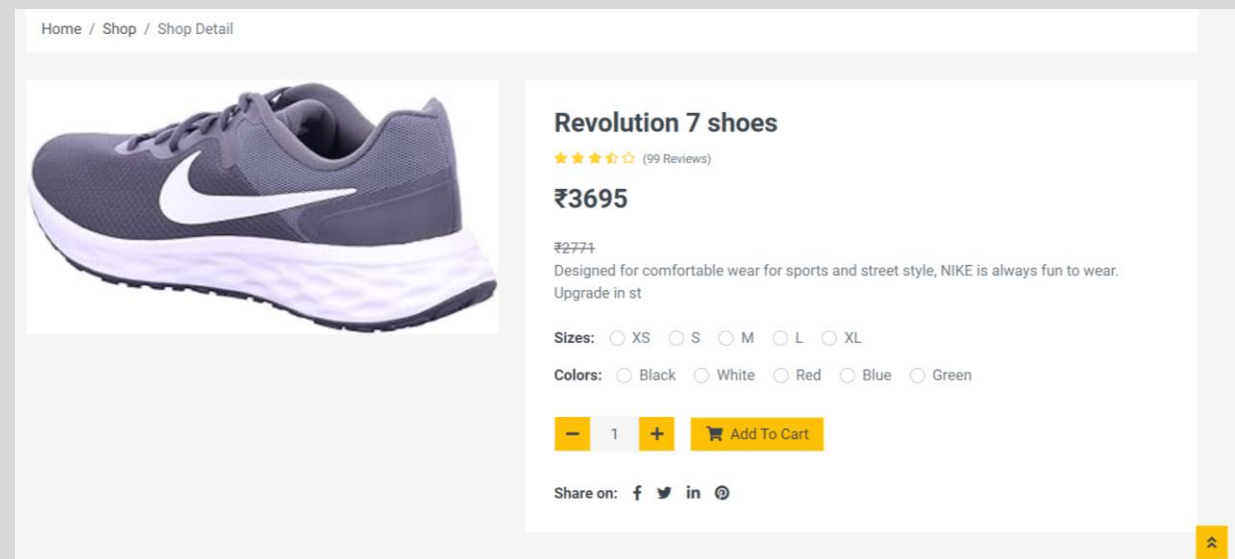 Home / Shop / Shop Detail
Revolution 7 shoes
(99 Reviews)
₹3695
₹2771
Designed for comfortable wear for sports and street style, NIKE is always fun to wear.
Upgrade in st
Sizes: XS S M L XL
Colors: Black White Red Blue Green
- 1 + Add To Cart
Share on: